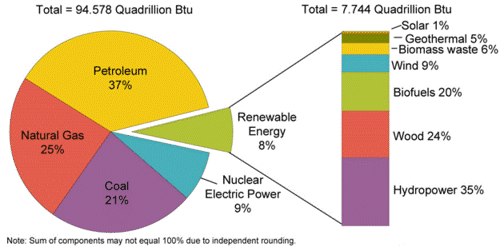 Total = 94.578 Quadrillion Btu
Total = 7.744 Quadrillion Btu
Petroleum
37%
Natural Gas
25%
Coal
21%
Nuclear
Electric Power
9%
Renewable
Energy
8%
Solar 1%
Geothermal 5%
Biomass waste 6%
Wind 9%
Biofuels 20%
Wood 24%
Hydropower 35%
Note: Sum of components may not equal 100% due to independent rounding.